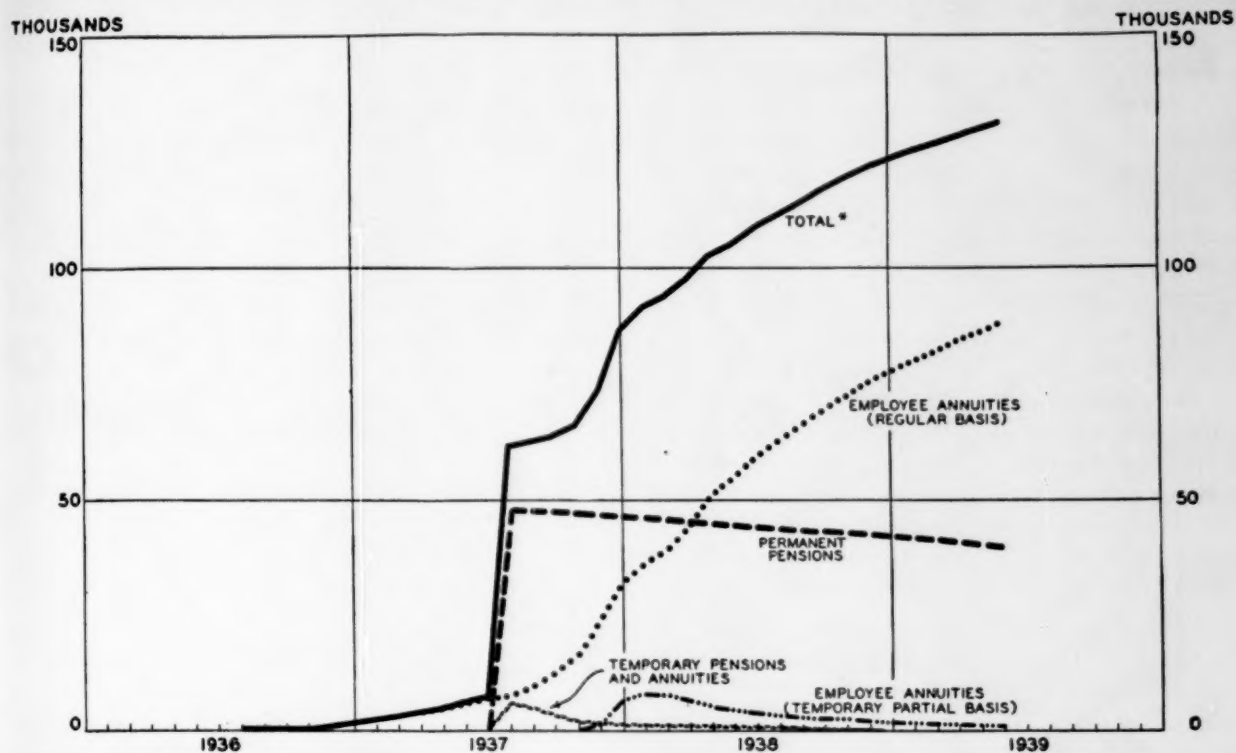 THOUSANDS
THOUSANDS
150
150
TOTAL*
100
100
EMPLOYEE ANNUITIES
(REGULAR BASIS)
50
50
PERMANENT
PENSIONS
TEMPORARY PENSIONS
AND ANNUITIES
EMPLOYEE ANNUITIES
(TEMPORARY PARTIAL BASIS)
0
0
1936
1937
1938
1939